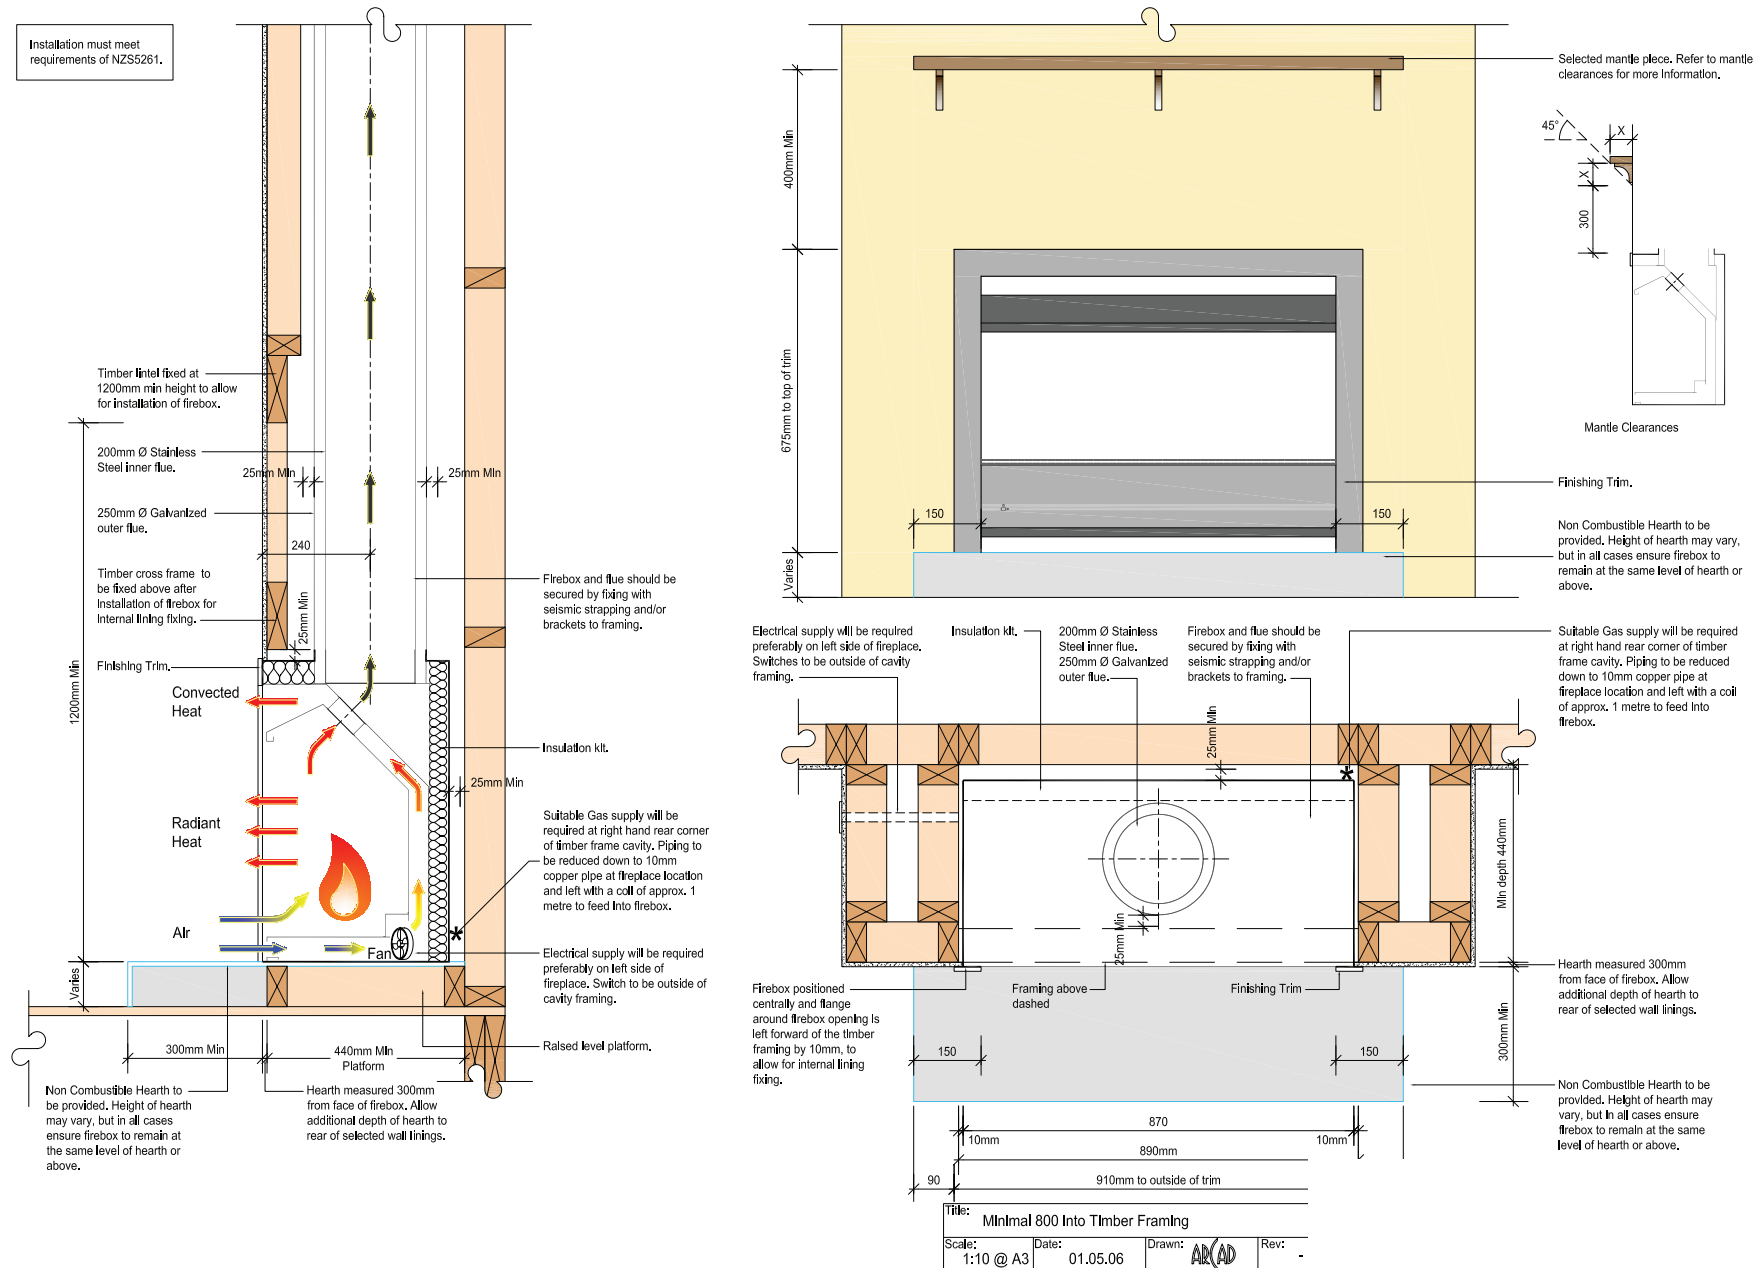 Installation must meet
requirements of NZS5261.
Timber lintel fixed at
1200mm min height to allow
for installation of firebox.
200mm Ø Stainless
Steel inner flue.
25mm Min
25mm Min
250mm Ø Galvanized
outer flue.
240
Timber cross frame to
be fixed above after
Installation of firebox for
Internal lining fixing.
25mm Min
Firebox and flue should be
secured by fixing with
seismic strapping and/or
brackets to framing.
Finishing Trim.
1200mm Min
Convected
Heat
Insulation kit.
25mm Min
Radiant
Heat
Suitable Gas supply will be
required at right hand rear corner
of timber frame cavity. Piping to
be reduced down to 10mm
copper pipe at fireplace location
and left with a coil of approx. 1
metre to feed Into firebox.
Air
Fan
*
Electrical supply will be required
preferably on left side of
fireplace. Switch to be outside of
cavity framing.
Varies
300mm Min
440mm Min
Platform
Raised level platform.
Non Combustible Hearth to
be provided. Height of hearth
may vary, but in all cases
ensure firebox to remain at
the same level of hearth or
above.
Hearth measured 300mm
from face of firebox. Allow
additional depth of hearth to
rear of selected wall linings.
400mm Min
675mm to top of trim
Varies
150
150
Selected mantle piece. Refer to mantle
clearances for more Information.
45°
X
X
300
Mantle Clearances
Finishing Trim.
Non Combustible Hearth to be
provided. Height of hearth may vary,
but in all cases ensure firebox to
remain at the same level of hearth or
above.
Electrical supply will be required
preferably on left side of fireplace.
Switches to be outside of cavity
framing.
Insulation kit.
200mm Ø Stainless
Steel inner flue.
250mm Ø Galvanized
outer flue.
Firebox and flue should be
secured by fixing with
seismic strapping and/or
brackets to framing.
Suitable Gas supply will be required
at right hand rear corner of timber
frame cavity. Piping to be reduced
down to 10mm copper pipe at
fireplace location and left with a coil
of approx. 1 metre to feed Into
firebox.
25mm Min
*
25mm Min
Min depth 440mm
300mm Min
Firebox positioned
centrally and flange
around firebox opening Is
left forward of the timber
framing by 10mm, to
allow for internal lining
fixing.
Framing above
dashed
Finishing Trim
Hearth measured 300mm
from face of firebox. Allow
additional depth of hearth to
rear of selected wall linings.
150
150
Non Combustible Hearth to be
provided. Height of hearth may
vary, but In all cases ensure
firebox to remain at the same
level of hearth or above.
870
10mm
10mm
890mm
90
910mm to outside of trim
Title:
Minimal 800 Into Timber Framing
Scale:
1:10 @ A3
Date:
01.05.06
Drawn:
ARCAD
Rev:
-